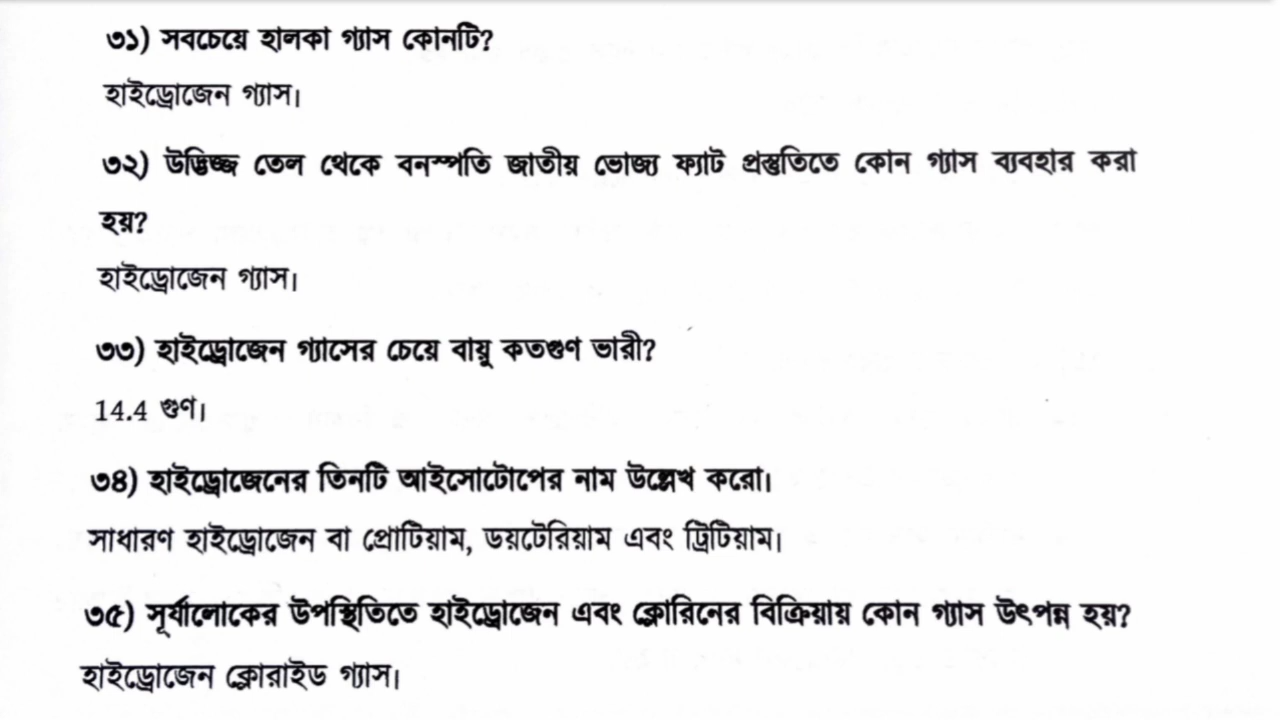 ৩১) সবচেয়ে হালকা গ্যাস কোনটি?
হাইড্রোজেন গ্যাস।
৩২) উদ্ভিজ্জ তেল থেকে বনস্পতি জাতীয় ভোজ্য ফ্যাট প্রস্তুতিতে কোন গ্যাস ব্যবহার করা
হয়?
হাইড্রোজেন গ্যাস।
৩৩) হাইড্রোজেন গ্যাসের চেয়ে বায়ু কতগুণ ভারী?
14.4 গুণ।
৩৪) হাইড্রোজেনের তিনটি আইসোটোপের নাম উল্লেখ করো।
সাধারণ হাইড্রোজেন বা প্রোটিয়াম, ডয়টেরিয়াম এবং ট্রিটিয়াম।
৩৫) সূর্যালোকের উপস্থিতিতে হাইড্রোজেন এবং ক্লোরিনের বিক্রিয়ায় কোন গ্যাস উৎপন্ন হয়?
হাইড্রোজেন ক্লোরাইড গ্যাস।